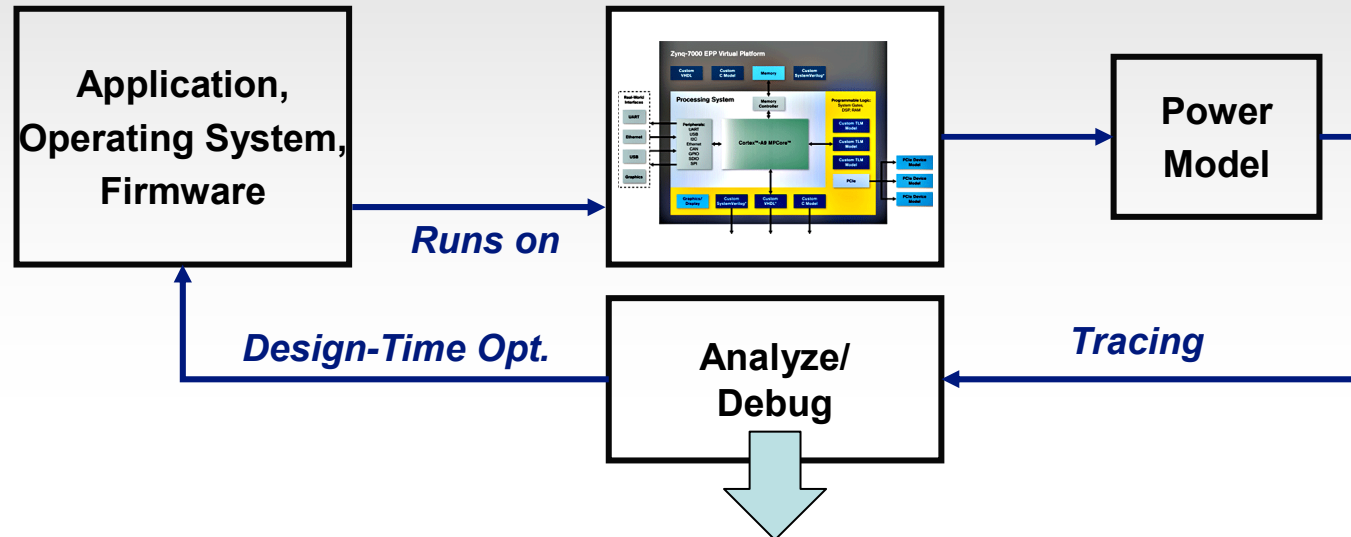 Application,
Operating System,
Firmware
Runs on
Zynq-7000 EPP Virtual Platform
Custom
VHDL
Custom
C Model
Memory
Custom
SystemVerilog*
Real-World
Interfaces
UART
Ethernet
USB
Graphics
Processing System
Memory
Controller
Peripherals:
UART
USB
I2C
Ethernet
CAN
GPIO
SDIO
SPI
Cortex™-A9 MPCore™
Programmable Logic:
System Gates,
DSP, RAM
Custom TLM
Model
Custom TLM
Model
Custom TLM
Model
PCIe
PCIe Device
Model
PCIe Device
Model
PCIe Device
Model
Graphics/
Display
Custom
SystemVerilog*
Custom
VHDL*
Custom
C Model
Power
Model
Design-Time Opt.
Analyze/
Debug
Tracing